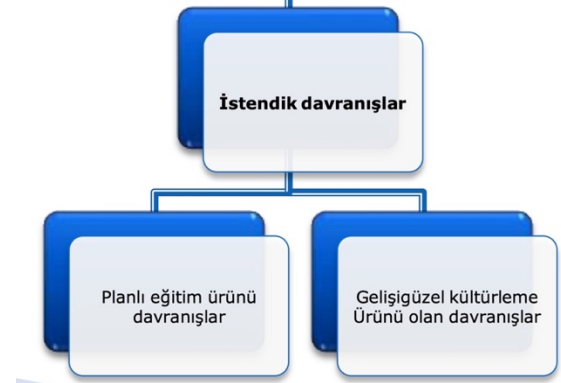 İstendik davranışlar
Planlı eğitim ürünü
davranışlar
Gelişigüzel kültürleme
Ürünü olan davranışlar